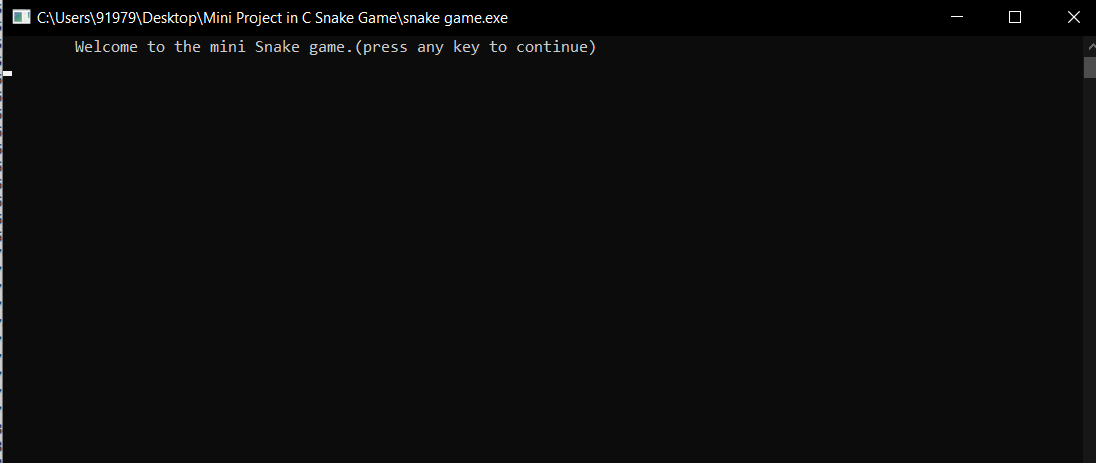 C:\Users\91979\Desktop\Mini Project in C Snake Game\snake game.exe
Welcome to the mini Snake game.(press any key to continue)